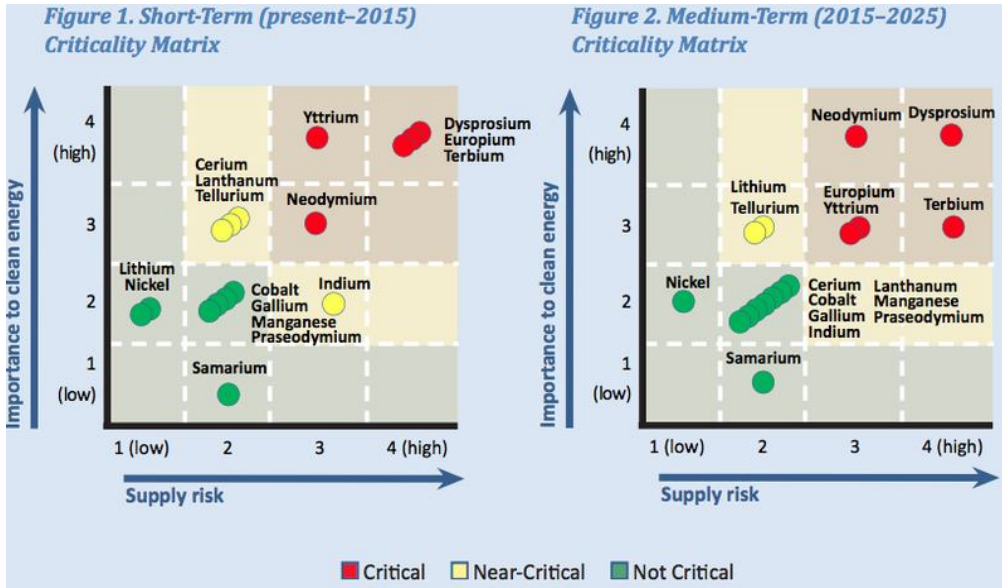 Figure 1. Short-Term (present–2015)
Criticality Matrix
Importance to clean energy
4
(high)
3
2
1
(low)
Yttrium
Dysprosium
Europium
Terbium
Cerium
Lanthanum
Tellurium
Neodymium
Lithium
Nickel
Cobalt
Gallium
Manganese
Praseodymium
Indium
Samarium
1 (low)
2
3
4 (high)
Supply risk
Figure 2. Medium-Term (2015–2025)
Criticality Matrix
Importance to clean energy
4
(high)
3
2
1
(low)
Neodymium
Dysprosium
Lithium
Tellurium
Europium
Yttrium
Terbium
Nickel
Cerium
Cobalt
Gallium
Indium
Lanthanum
Manganese
Praseodymium
Samarium
1 (low)
2
3
4 (high)
Supply risk
Critical
Near-Critical
Not Critical